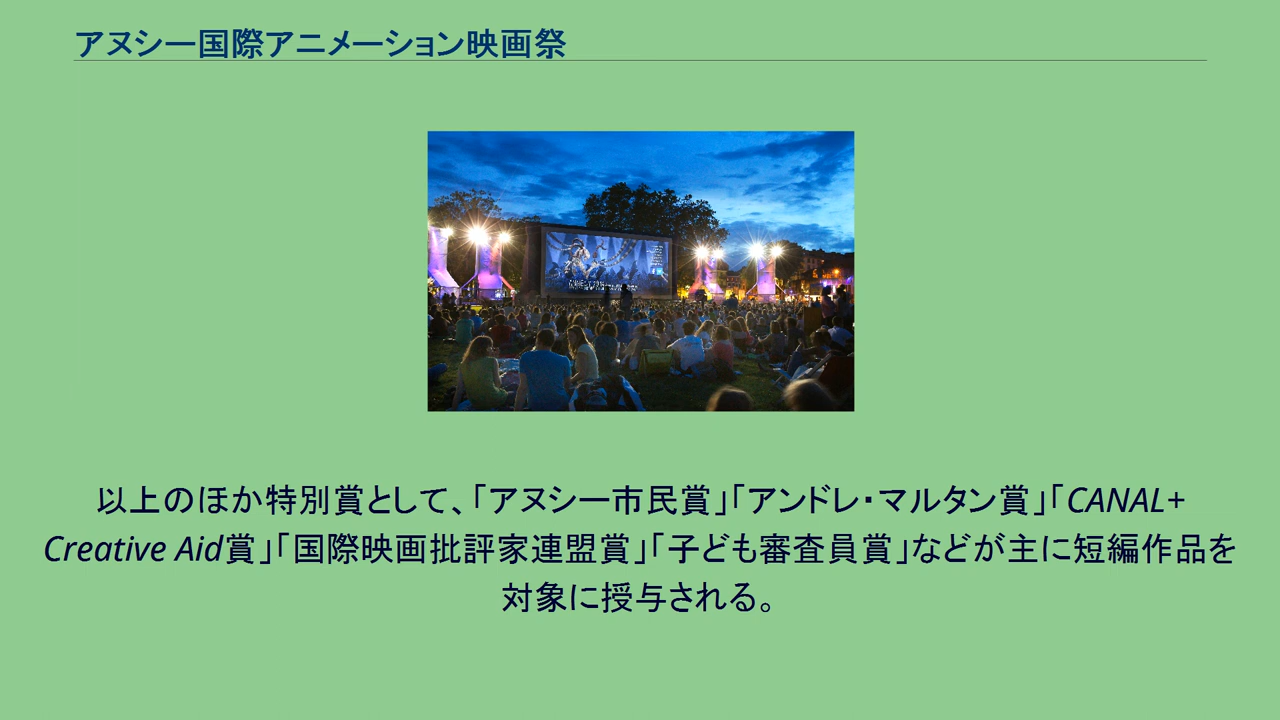 アヌシー国際アニメーション映画祭
以上のほか特別賞として、「アヌシー市民賞」「アンドレ・マルタン賞」「CANAL+
Creative Aid賞」「国際映画批評家連盟賞」「子ども審査員賞」などが主に短編作品を
対象に授与される。